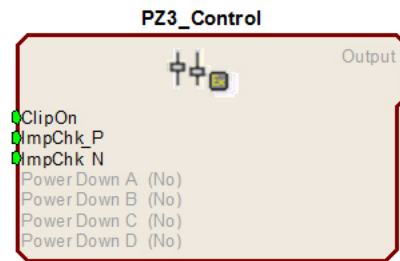 PZ3_Control
Output
ClipOn
ImpChk_P
ImpChk_N
Power Down A (No)
Power Down B (No)
Power Down C (No)
Power Down D (No)